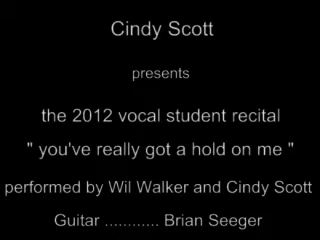 Cindy Scott
presents
the 2012 vocal student recital
" you've really got a hold on me "
performed by Wil Walker and Cindy Scott
Guitar ............ Brian Seeger